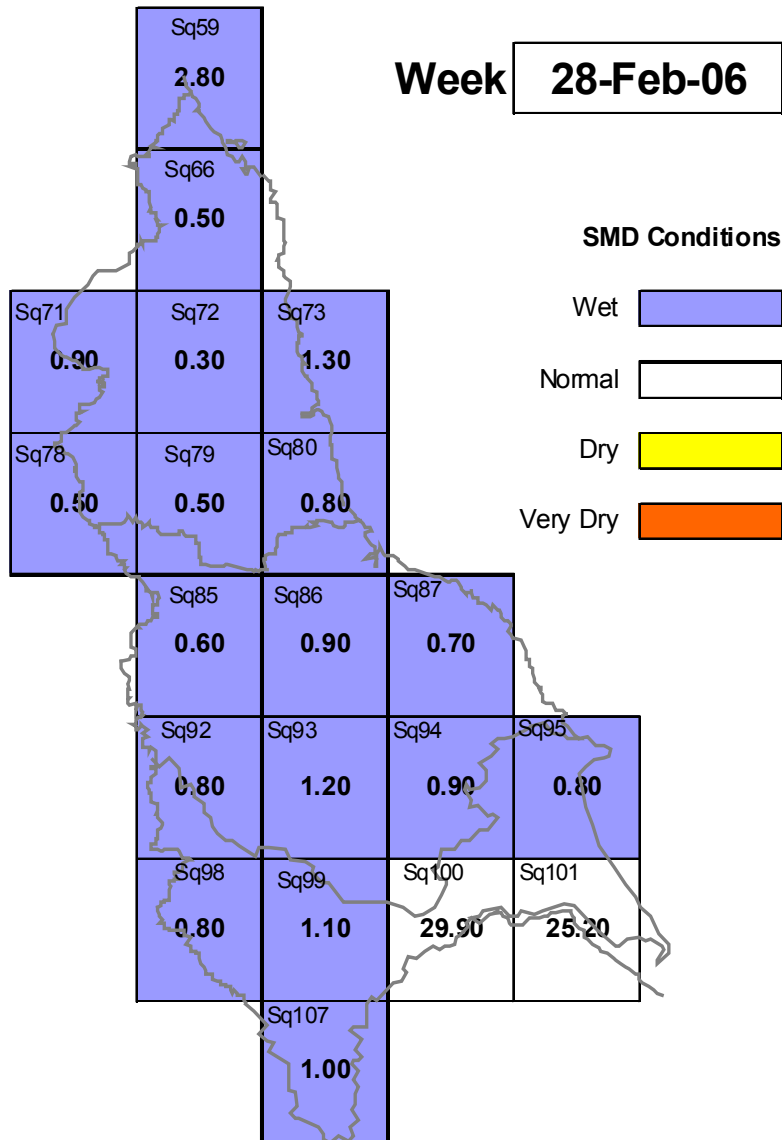 Sq59
2.80
Week 28-Feb-06
Sq66
0.50
SMD Conditions
Wet
Normal
Dry
Very Dry
Sq71 Sq72 Sq73
0.90 0.30 1.30
Sq78 Sq79 Sq80
0.50 0.50 0.80
Sq85 Sq86 Sq87
0.60 0.90 0.70
Sq92 Sq93 Sq94 Sq95
0.80 1.20 0.90 0.80
Sq98 Sq99 Sq100 Sq101
0.80 1.10 29.90 25.20
Sq107
1.00